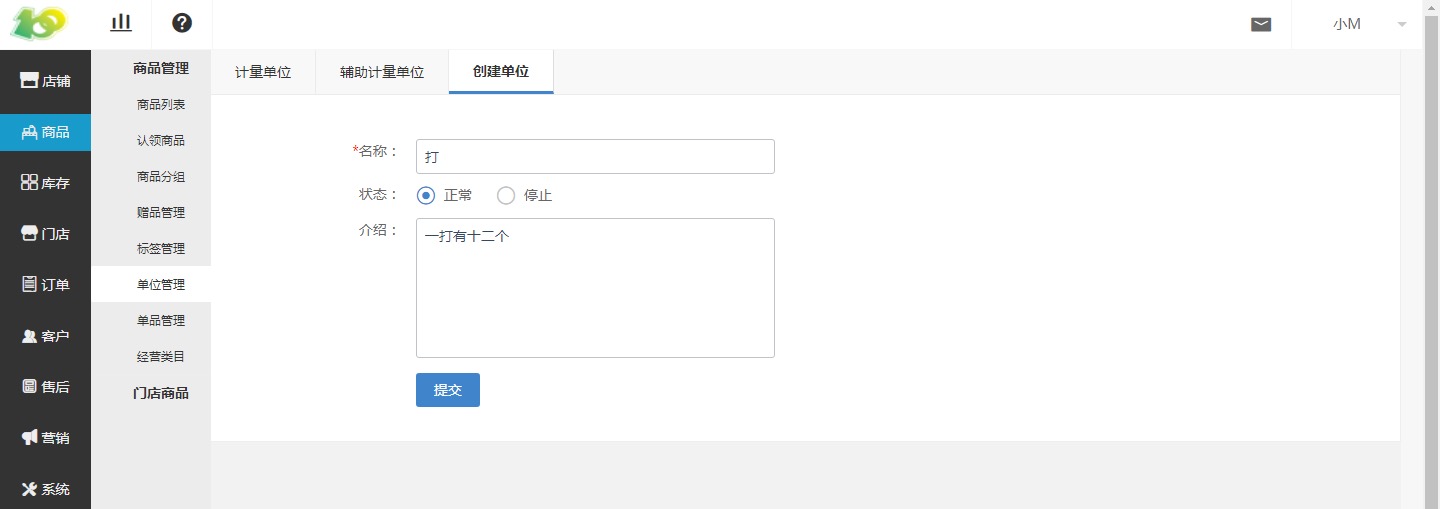 小M
店铺
商品
库存
门店
订单
客户
售后
营销
系统
商品管理
商品列表
认领商品
商品分组
赠品管理
标签管理
单位管理
单品管理
经营类目
门店商品
计量单位
辅助计量单位
创建单位
*名称：
打
状态：
正常
停止
介绍：
一打有十二个
提交